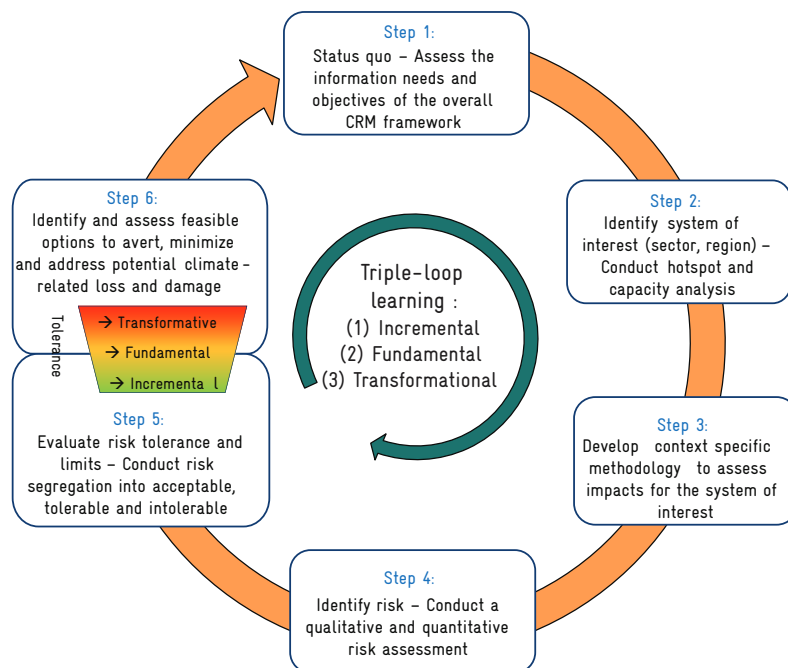 Step 1:
Status quo – Assess the
information needs and
objectives of the overall
CRM framework
Step 2:
Identify system of
interest (sector, region) –
Conduct hotspot and
capacity analysis
Step 3:
Develop context specific
methodology to assess
impacts for the system of
interest
Step 4:
Identify risk – Conduct a
qualitative and quantitative
risk assessment
Step 5:
Evaluate risk tolerance and
limits – Conduct risk
segregation into acceptable,
tolerable and intolerable
Step 6:
Identify and assess feasible
options to avert, minimize
and address potential climate –
related loss and damage
Tolerance
→ Transformative
→ Fundamental
→ Incrementa l
Triple-loop
learning :
(1) Incremental
(2) Fundamental
(3) Transformational